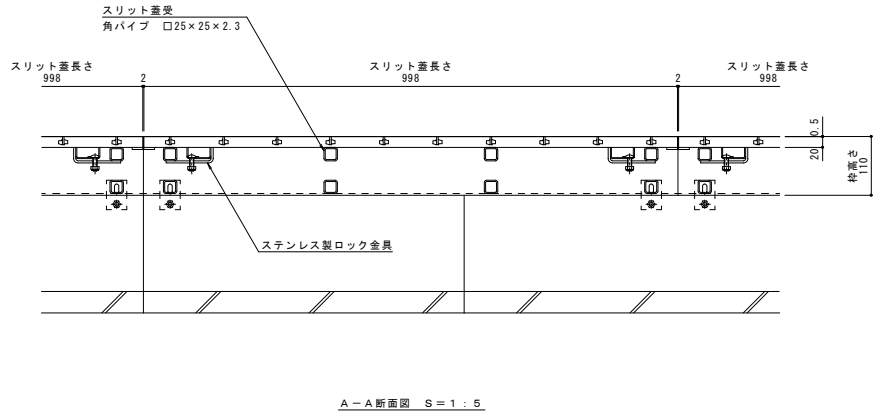 スリット蓋受
角パイプ　□25×25×2.3
スリット蓋長さ
998
2
スリット蓋長さ
998
2
スリット蓋長さ
998
0.5
20
枠高さ
110
ステンレス製ロック金具
A－A断面図　S＝1：5